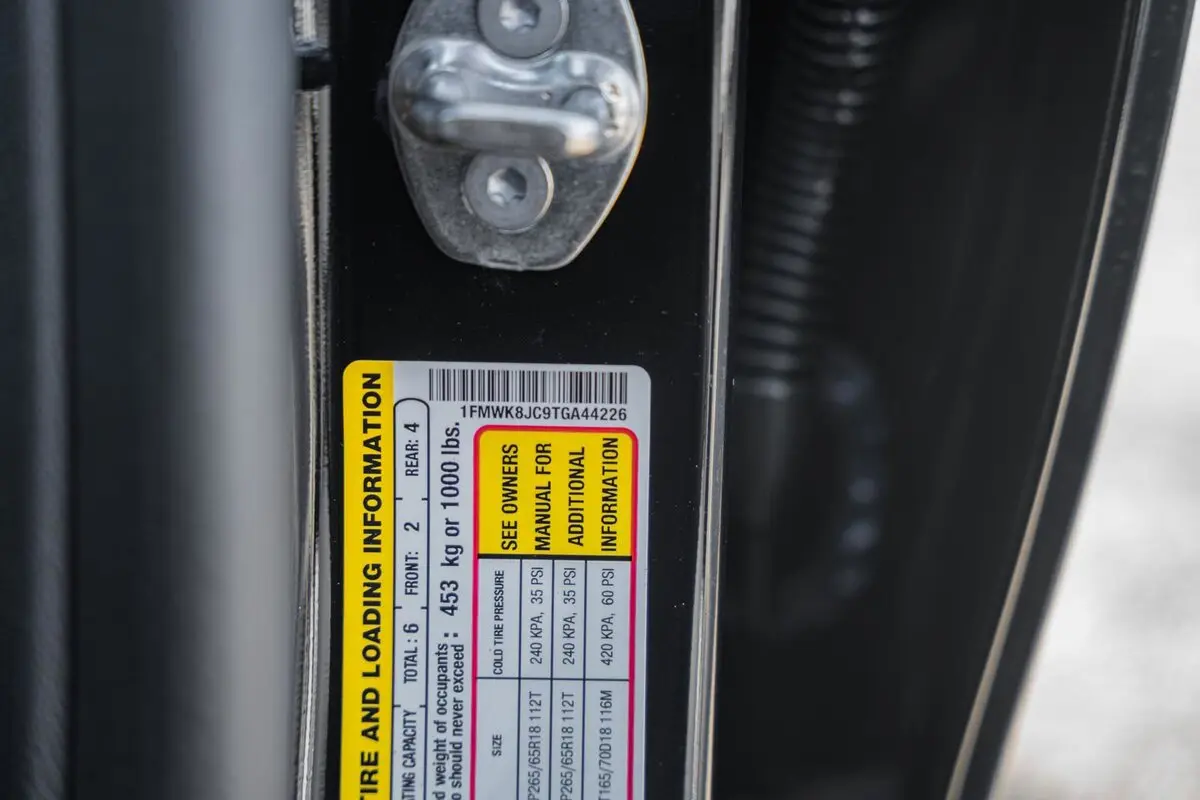 1FMWK8JC9TGA44226
TIRE AND LOADING INFORMATION
TING CAPACITY TOTAL : 6 FRONT: 2 REAR: 4
d weight of occupants
o should never exceed : 453 kg or 1000 lbs.
SIZE COLD TIRE PRESSURE
P265/65R18 112T 240 KPA, 35 PSI
P265/65R18 112T 240 KPA, 35 PSI
T165/70D18 116M 420 KPA, 60 PSI
SEE OWNERS
MANUAL FOR
ADDITIONAL
INFORMATION